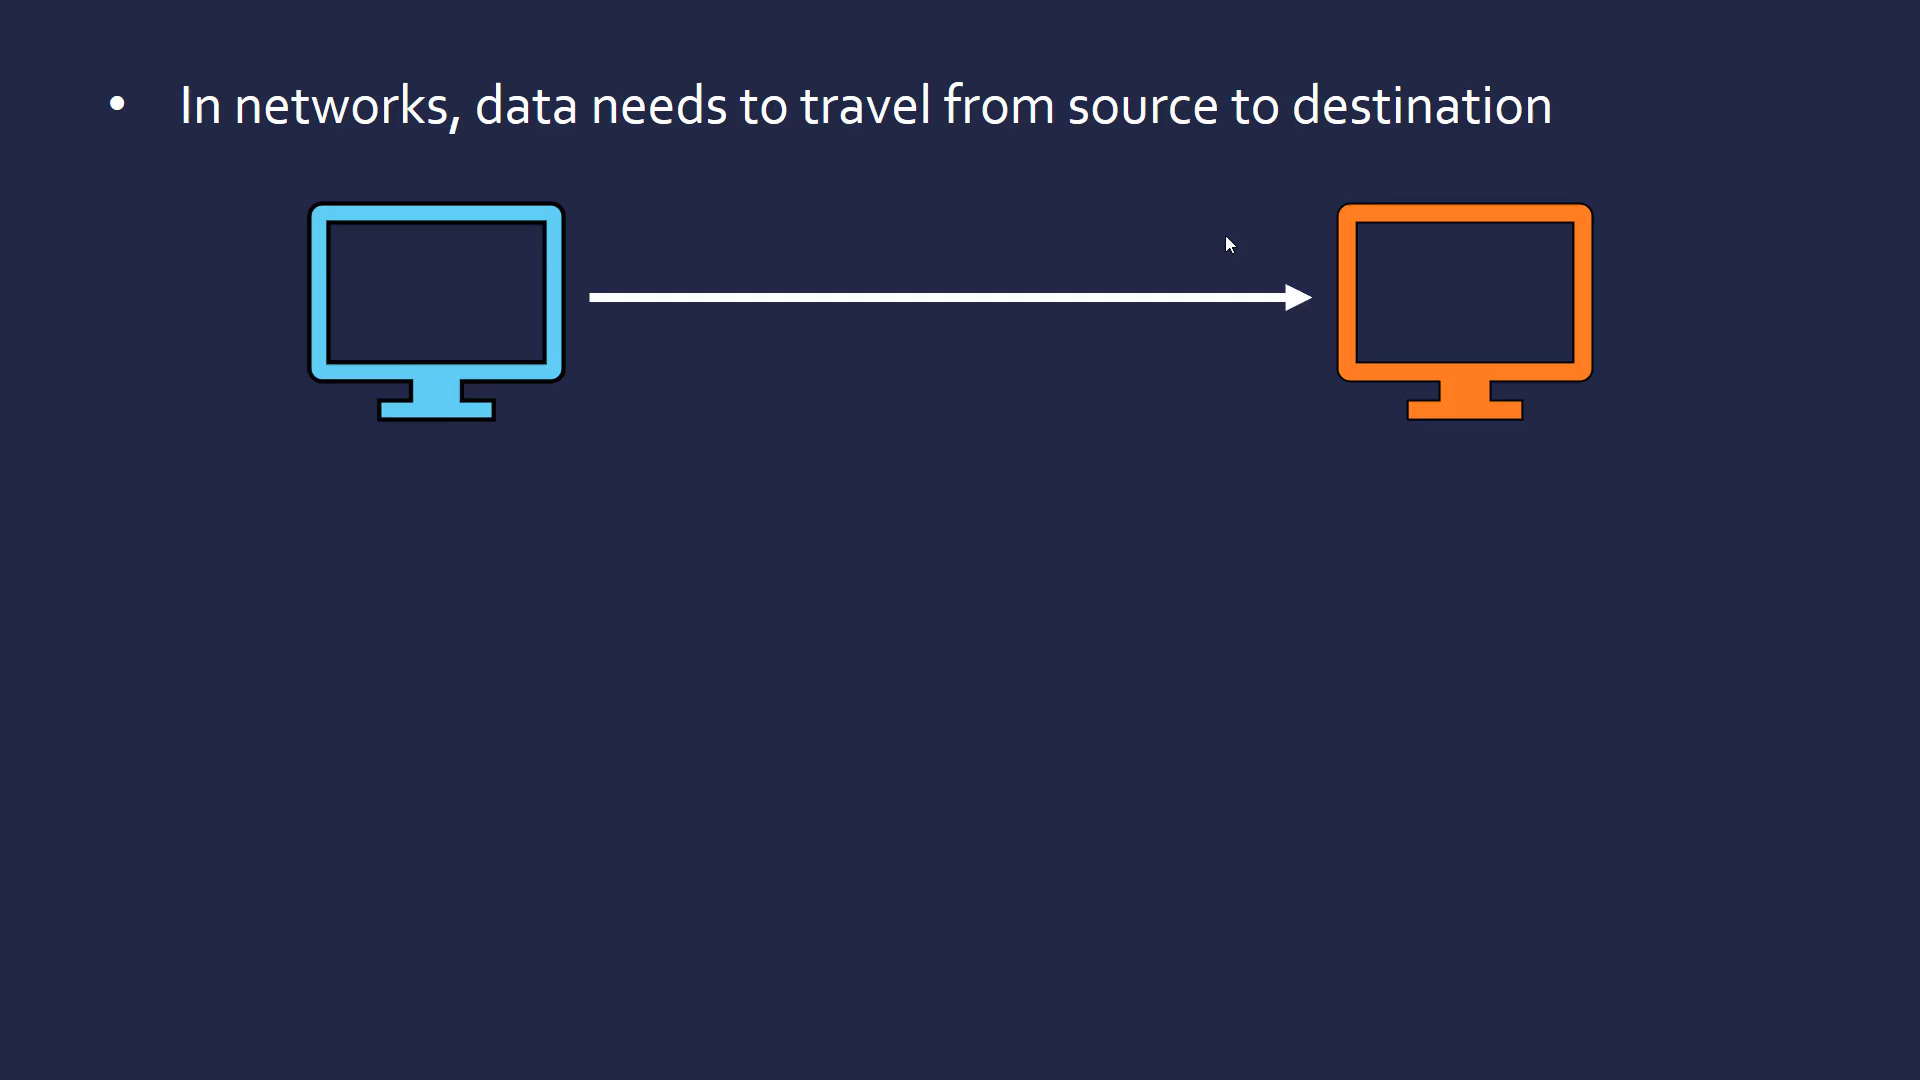 • In networks, data needs to travel from source to destination